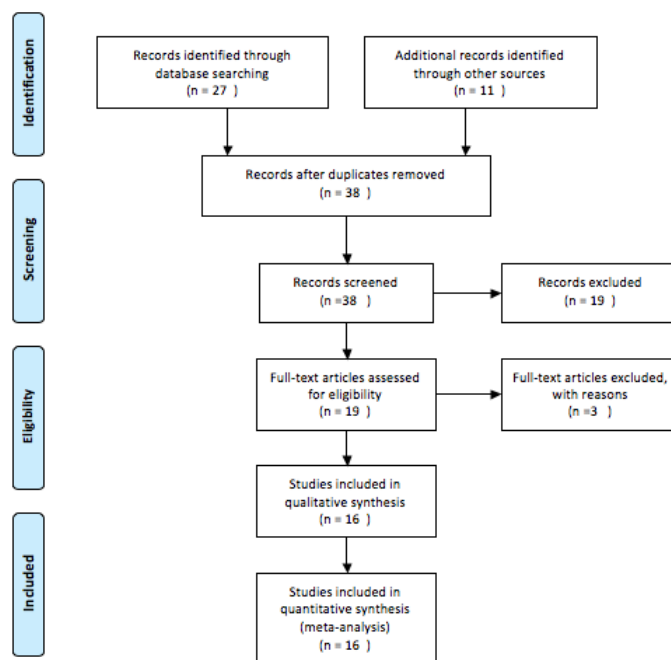 Identification
Records identified through
database searching
(n = 27  )
Additional records identified
through other sources
(n = 11  )
Records after duplicates removed
(n = 38  )
Screening
Records screened
(n =38  )
Records excluded
(n = 19  )
Eligibility
Full-text articles assessed
for eligibility
(n = 19  )
Full-text articles excluded,
with reasons
(n =3  )
Studies included in
qualitative synthesis
(n = 16  )
Included
Studies included in
quantitative synthesis
(meta-analysis)
(n = 16  )